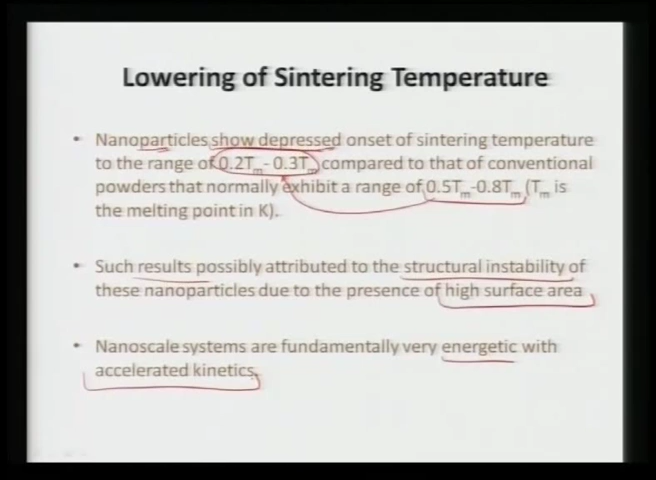 Lowering of Sintering Temperature
• Nanoparticles show depressed onset of sintering temperature
to the range of 0.2Tm - 0.3Tm compared to that of conventional
powders that normally exhibit a range of 0.5Tm-0.8Tm (Tm is
the melting point in K).
• Such results possibly attributed to the structural instability of
these nanoparticles due to the presence of high surface area
• Nanoscale systems are fundamentally very energetic with
accelerated kinetics.